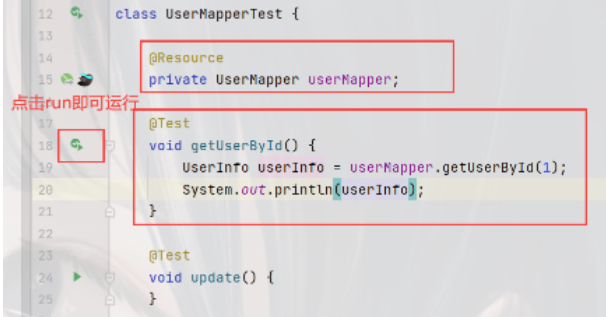 12 class UserMapperTest {
13
14 @Resource
15 private UserMapper userMapper;
点击run即可运行
17 @Test
18 void getUserById() {
19 UserInfo userInfo = userMapper.getUserById(1);
20 System.out.println(userInfo);
21 }
22
23 @Test
24 void update() {
25 }